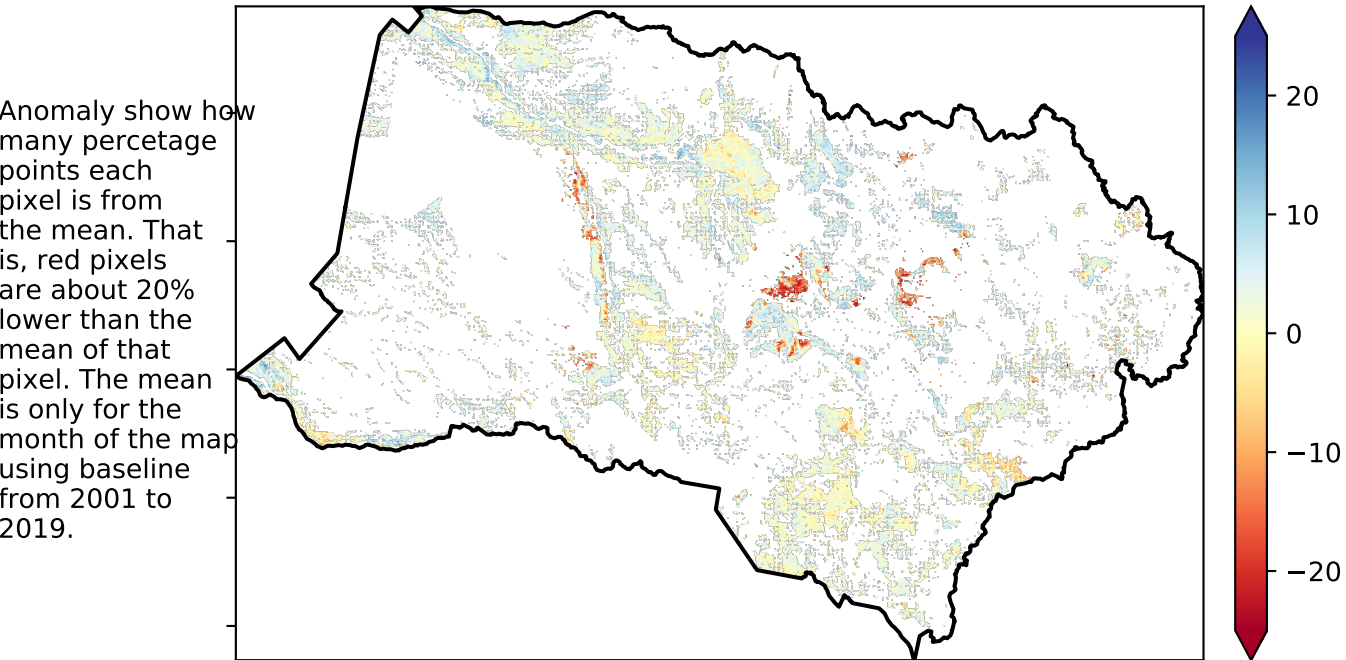 Anomaly show how
many percetage
points each
pixel is from
the mean. That
is, red pixels
are about 20%
lower than the
mean of that
pixel. The mean
is only for the
month of the map
using baseline
from 2001 to
2019.
20
10
0
−10
−20